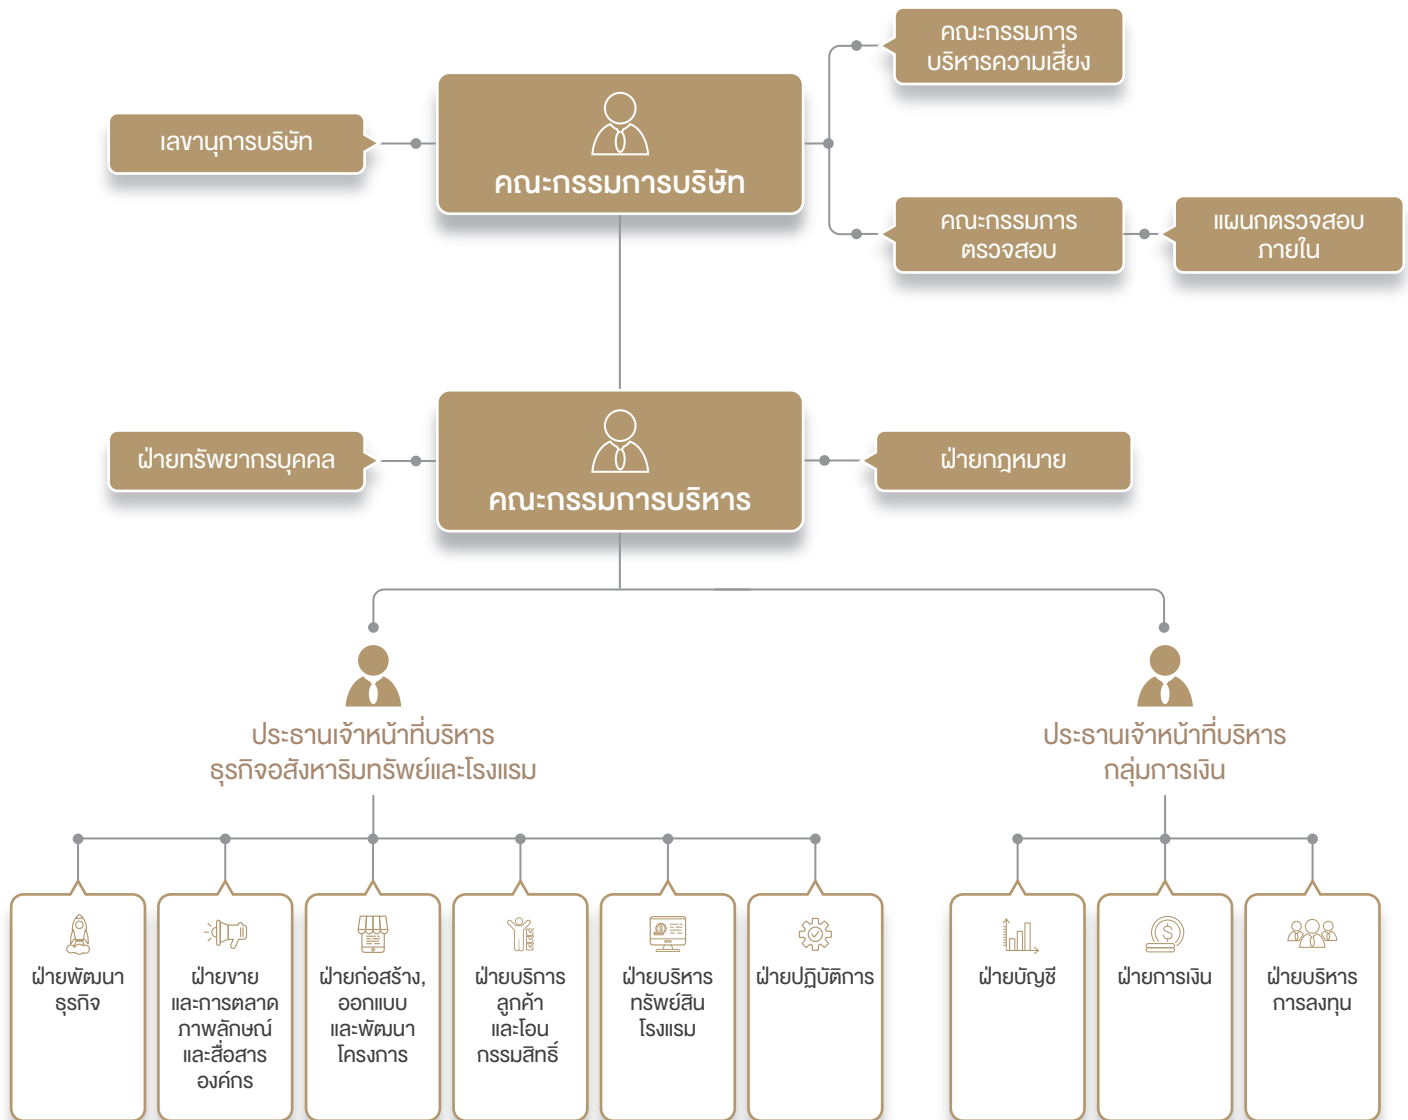 คณะกรรมการ
บริหารความเสี่ยง
เลขานุการบริษัท
คณะกรรมการบริษัท
คณะกรรมการ
ตรวจสอบ
แผนกตรวจสอบ
ภายใน
ฝ่ายทรัพยากรบุคคล
คณะกรรมการบริหาร
ฝ่ายกฎหมาย
ประธานเจ้าหน้าที่บริหาร
ธุรกิจอสังหาริมทรัพย์และโรงแรม
ประธานเจ้าหน้าที่บริหาร
กลุ่มการเงิน
ฝ่ายพัฒนา
ธุรกิจ
ฝ่ายขาย
และการตลาด
ภาพลักษณ์
และสื่อสาร
องค์กร
ฝ่ายก่อสร้าง,
ออกแบบ
และพัฒนา
โครงการ
ฝ่ายบริการ
ลูกค้า
และโอน
กรรมสิทธิ์
ฝ่ายบริหาร
ทรัพย์สิน
โรงแรม
ฝ่ายปฏิบัติการ
ฝ่ายบัญชี
ฝ่ายการเงิน
ฝ่ายบริหาร
การลงทุน